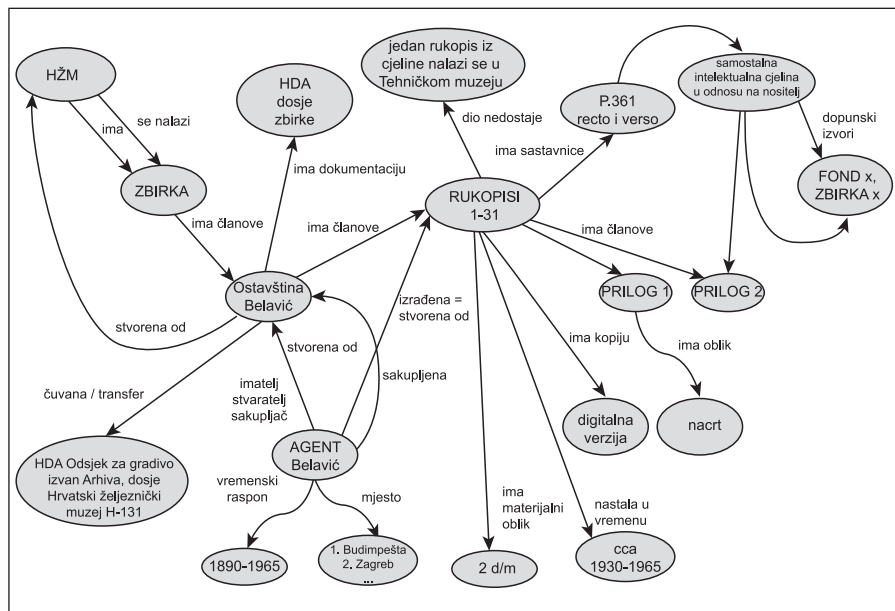 HŽM
ima
se nalazi
ZBIRKA
ima članove
HDA
dosje
zbirke
ima dokumentaciju
jedan rukopis iz
cjeline nalazi se u
Tehničkom muzeju
dio nedostaje
P.361
recto i verso
ima sastavnice
samostalna
intelektualna cjelina
u odnosu na nositelj
dopunski
izvori
FOND x,
ZBIRKA x
RUKOPISI
1-31
ima članove
ima članove
Ostavština
Belavić
PRILOG 1
PRILOG 2
izrađena =
stvorena od
stvorena od
stvorena od
sakupljena
ima kopiju
ima oblik
čuvana / transfer
imatelj
stvaratelj
sakupljač
digitalna
verzija
nacrt
HDA Odsjek za gradivo
izvan Arhiva, dosje
Hrvatski željeznički
muzej H-131
AGENT
Belavić
vremenski
raspon
mjesto
ima
materijalni
oblik
nastala u
vremenu
1890-1965
1. Budimpešta
2. Zagreb
...
2 d/m
cca
1930-1965